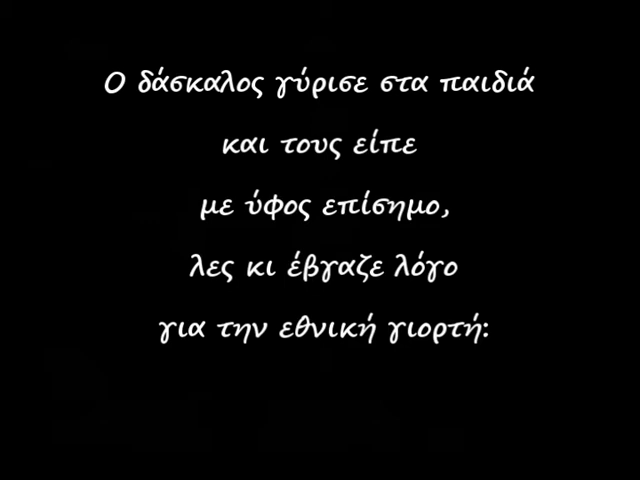 Ο δάσκαλος γύρισε στα παιδιά
και τους είπε
με ύφος επίσημο,
λες κι έβγαζε λόγο
για την εθνική γιορτή: